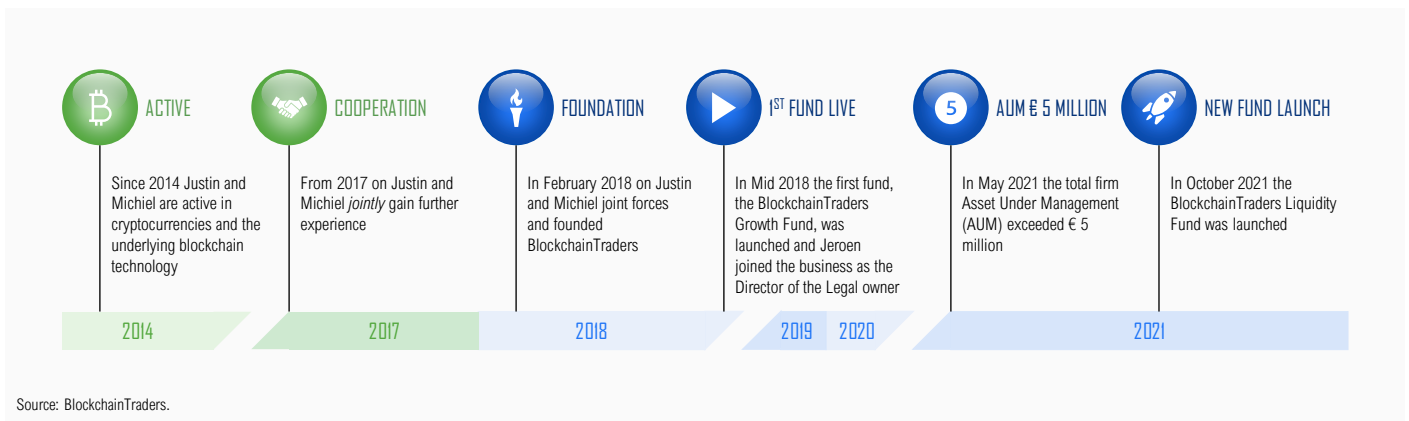 ACTIVE
Since 2014 Justin and
Michiel are active in
cryptocurrencies and the
underlying blockchain
technology
COOPERATION
From 2017 on Justin and
Michiel jointly gain further
experience
FOUNDATION
In February 2018 on Justin
and Michiel joint forces
and founded
BlockchainTraders
1ST FUND LIVE
In Mid 2018 the first fund,
the BlockchainTraders
Growth Fund, was
launched and Jeroen
joined the business as the
Director of the Legal owner
5
AUM € 5 MILLION
In May 2021 the total firm
Asset Under Management
(AUM) exceeded € 5
million
NEW FUND LAUNCH
In October 2021 the
BlockchainTraders Liquidity
Fund was launched
2014
2017
2018
2019
2020
2021
Source: BlockchainTraders.